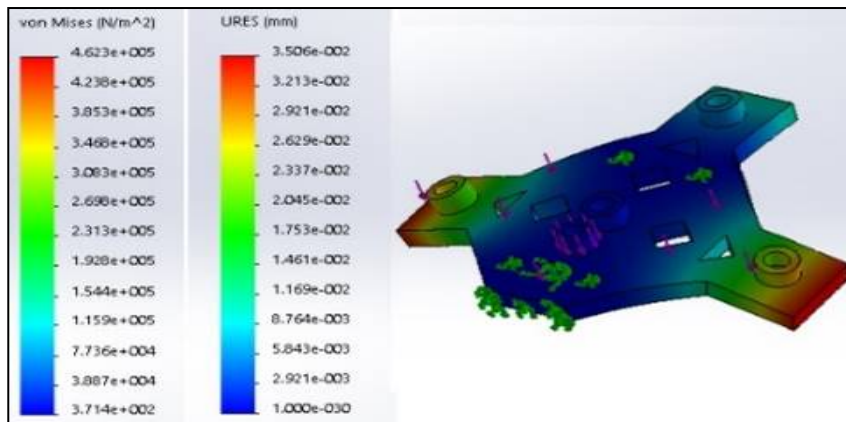 von Mises (N/m^2)
4.623e+005
4.238e+005
3.853e+005
3.468e+005
3.083e+005
2.698e+005
2.313e+005
1.928e+005
1.544e+005
1.159e+005
7.736e+004
3.887e+004
3.714e+002
URES (mm)
3.506e-002
3.213e-002
2.921e-002
2.629e-002
2.337e-002
2.045e-002
1.753e-002
1.461e-002
1.169e-002
8.764e-003
5.843e-003
2.921e-003
1.000e-030